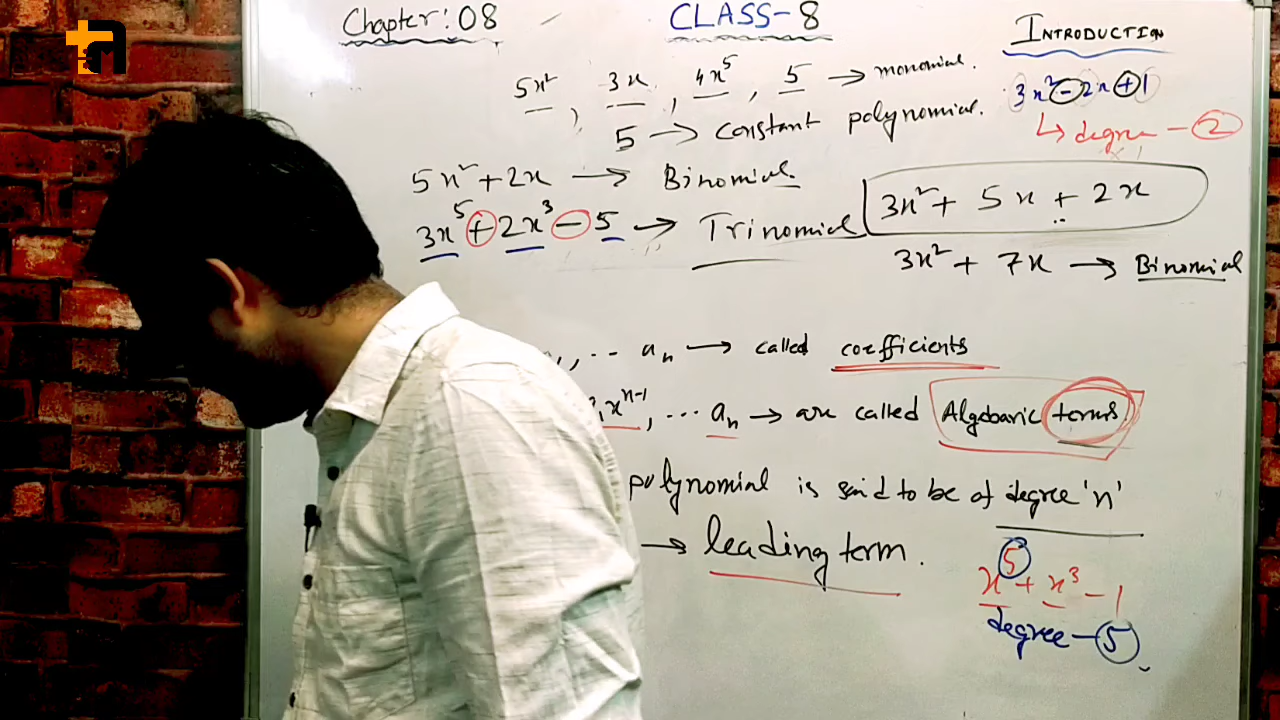 Chapter: 08
CLASS-8
INTRODUCTION
5x², 3x, 4x⁵, 5 → monomial.
5 → constant polynomial.
3x² - 2x + 1
↳ degree - 2
5x² + 2x → Binomial.
3x⁵ + 2x³ - 5 → Trinomial
3x² + 5x + 2x
3x² + 7x → Binomial
, ... aₙ → called coefficients
xⁿ⁻¹, ... aₙ → are called Algebaric terms.
polynomial is said to be of degree 'n'
→ leading term.
x⁵ + x³ - 1
degree - 5